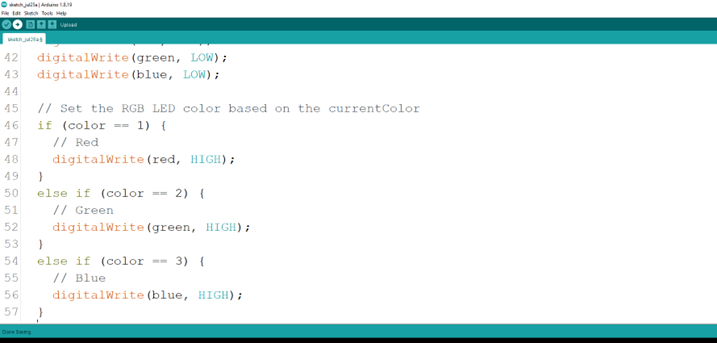 sketch_jul25a | Arduino 1.8.19
File Edit Sketch Tools Help
Upload
sketch_jul25a §
42 digitalWrite(green, LOW);
43 digitalWrite(blue, LOW);
44
45 // Set the RGB LED color based on the currentColor
46 if (color == 1) {
47 // Red
48 digitalWrite(red, HIGH);
49 }
50 else if (color == 2) {
51 // Green
52 digitalWrite(green, HIGH);
53 }
54 else if (color == 3) {
55 // Blue
56 digitalWrite(blue, HIGH);
57 }
Done Saving.